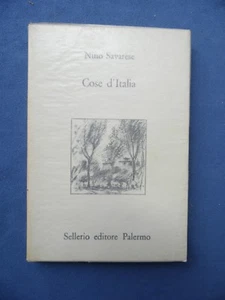 Nino Savarese
Cose d'Italia
Sellerio editore Palermo